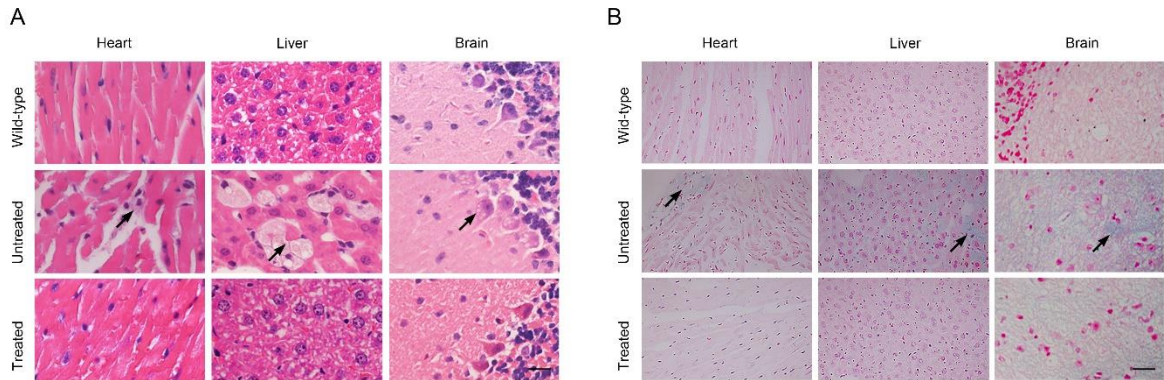 A
Heart Liver Brain
Wild-type
Untreated
Treated
B
Heart Liver Brain
Wid-type
Untreated
Treated